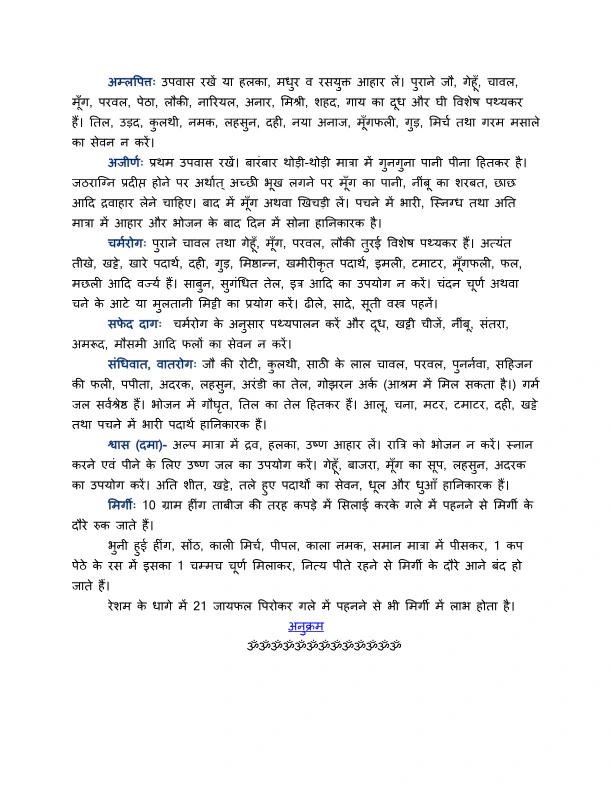 अम्लपित्तः उपवास रखें या हलका, मधुर व रसयुक्त आहार लें। पुराने जौ, गेहूँ, चावल,
मूँग, परवल, पेठा, लौकी, नारियल, अनार, मिश्री, शहद, गाय का दूध और घी विशेष पथ्यकर
हैं। तिल, उड़द, कुलथी, नमक, लहसुन, दही, नया अनाज, मूँगफली, गुड़, मिर्च तथा गरम मसाले
का सेवन न करें।
अजीर्णः प्रथम उपवास रखें। बारंबार थोड़ी-थोड़ी मात्रा में गुनगुना पानी पीना हितकर है।
जठराग्नि प्रदीप्त होने पर अर्थात् अच्छी भूख लगने पर मूँग का पानी, नींबू का शरबत, छाछ
आदि द्रवाहार लेने चाहिए। बाद में मूँग अथवा खिचड़ी लें। पचने में भारी, स्निग्ध तथा अति
मात्रा में आहार और भोजन के बाद दिन में सोना हानिकारक है।
चर्मरोगः पुराने चावल तथा गेहूँ, मूँग, परवल, लौकी तुरई विशेष पथ्यकर हैं। अत्यंत
तीखे, खट्टे, खारे पदार्थ, दही, गुड़, मिष्ठान्न, खमीरीकृत पदार्थ, इमली, टमाटर, मूँगफली, फल,
मछली आदि वर्ज्य हैं। साबुन, सुगंधित तेल, इत्र आदि का उपयोग न करें। चंदन चूर्ण अथवा
चने के आटे या मुलतानी मिट्टी का प्रयोग करें। ढीले, सादे, सूती वस्त्र पहनें।
सफेद दागः चर्मरोग के अनुसार पथ्यपालन करें और दूध, खट्टी चीजें, नींबू, संतरा,
अमरूद, मौसमी आदि फलों का सेवन न करें।
संधिवात, वातरोगः जौ की रोटी, कुलथी, साठी के लाल चावल, परवल, पुनर्नवा, सहिजन
की फली, पपीता, अदरक, लहसुन, अरंडी का तेल, गोझरन अर्क (आश्रम में मिल सकता है।) गर्म
जल सर्वश्रेष्ठ हैं। भोजन में गौघृत, तिल का तेल हितकर हैं। आलू, चना, मटर, टमाटर, दही, खट्टे
तथा पचने में भारी पदार्थ हानिकारक हैं।
श्वास (दमा)- अल्प मात्रा में द्रव, हलका, उष्ण आहार लें। रात्रि को भोजन न करें। स्नान
करने एवं पीने के लिए उष्ण जल का उपयोग करें। गेहूँ, बाजरा, मूँग का सूप, लहसुन, अदरक
का उपयोग करें। अति शीत, खट्टे, तले हुए पदार्थों का सेवन, धूल और धुआँ हानिकारक हैं।
मिर्गीः 10 ग्राम हींग ताबीज की तरह कपड़े में सिलाई करके गले में पहनने से मिर्गी के
दौरे रुक जाते हैं।
भुनी हुई हींग, सोंठ, काली मिर्च, पीपल, काला नमक, समान मात्रा में पीसकर, 1 कप
पेठे के रस में इसका 1 चम्मच चूर्ण मिलाकर, नित्य पीते रहने से मिर्गी के दौरे आने बंद हो
जाते हैं।
रेशम के धागे में 21 जायफल पिरोकर गले में पहनने से भी मिर्गी में लाभ होता है।
अनुक्रम
ॐॐॐॐॐॐॐॐॐॐॐॐॐ